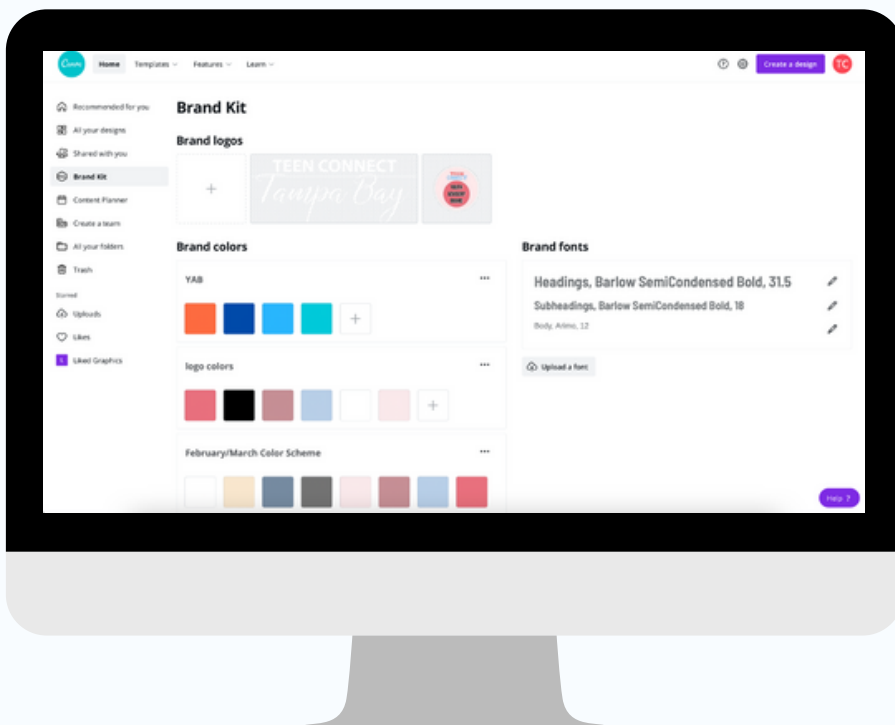 Canva
Home Templates Features Learn
Create a design
TC
Recommended for you
All your designs
Shared with you
Brand Kit
Content Planner
Create a team
All your folders
Trash
Starred
Uploads
Likes
L Liked Graphics
Brand Kit
Brand logos
TEEN CONNECT
Tampa Bay
Brand colors
YAB
logo colors
February/March Color Scheme
Brand fonts
Headings, Barlow SemiCondensed Bold, 31.5
Subheadings, Barlow SemiCondensed Bold, 18
Body, Arimo, 12
Upload a font
Help ?